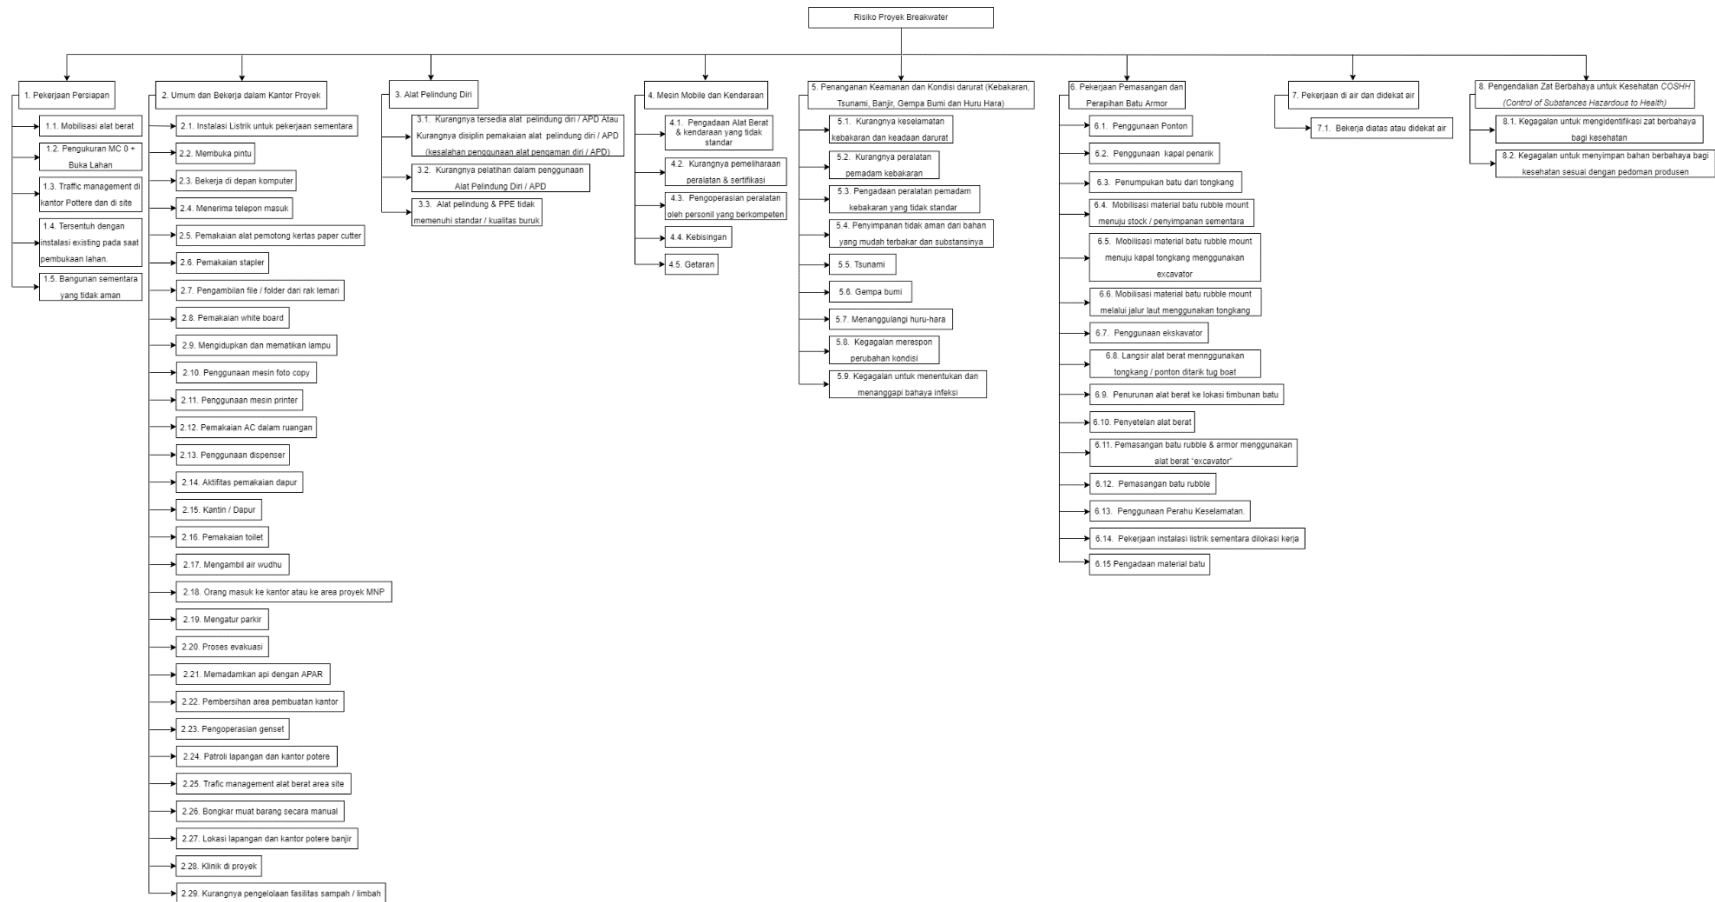 Risiko Proyek Breakwater
1. Pekerjaan Persiapan
1.1. Mobilisasi alat berat
1.2. Pengukuran MC 0 +
Buka Lahan
1.3. Traffic management di
kantor Pottere dan di site
1.4. Tersentuh dengan
instalasi existing pada saat
pembukaan lahan.
1.5. Bangunan sementara
yang tidak aman
2. Umum dan Bekerja dalam Kantor Proyek
2.1. Instalasi Listrik untuk pekerjaan sementara
2.2. Membuka pintu
2.3. Bekerja di depan komputer
2.4. Menerima telepon masuk
2.5. Pemakaian alat pemotong kertas paper cutter
2.6. Pemakaian stapler
2.7. Pengambilan file / folder dari rak lemari
2.8. Pemakaian white board
2.9. Mengidupkan dan mematikan lampu
2.10. Penggunaan mesin foto copy
2.11. Penggunaan mesin printer
2.12. Pemakaian AC dalam ruangan
2.13. Penggunaan dispenser
2.14. Aktifitas pemakaian dapur
2.15. Kantin / Dapur
2.16. Pemakaian toilet
2.17. Mengambil air wudhu
2.18. Orang masuk ke kantor atau ke area proyek MNP
2.19. Mengatur parkir
2.20. Proses evakuasi
2.21. Memadamkan api dengan APAR
2.22. Pembersihan area pembuatan kantor
2.23. Pengoperasian genset
2.24. Patroli lapangan dan kantor potere
2.25. Trafic management alat berat area site
2.26. Bongkar muat barang secara manual
2.27. Lokasi lapangan dan kantor potere banjir
2.28. Klinik di proyek
2.29. Kurangnya pengelolaan fasilitas sampah / limbah
3. Alat Pelindung Diri
3.1. Kurangnya tersedia alat pelindung diri / APD Atau
Kurangnya disiplin pemakaian alat pelindung diri / APD
(kesalahan penggunaan alat pengaman diri / APD)
3.2. Kurangnya pelatihan dalam penggunaan
Alat Pelindung Diri / APD
3.3. Alat pelindung & PPE tidak
memenuhi standar / kualitas buruk
4. Mesin Mobile dan Kendaraan
4.1. Pengadaan Alat Berat
& kendaraan yang tidak
standar
4.2. Kurangnya pemeliharaan
peralatan & sertifikasi
4.3. Pengoperasian peralatan
oleh personil yang berkompeten
4.4. Kebisingan
4.5. Getaran
5. Penanganan Keamanan dan Kondisi darurat (Kebakaran,
Tsunami, Banjir, Gempa Bumi dan Huru Hara)
5.1. Kurangnya keselamatan
kebakaran dan keadaan darurat
5.2. Kurangnya peralatan
pemadam kebakaran
5.3. Pengadaan peralatan pemadam
kebakaran yang tidak standar
5.4. Penyimpanan tidak aman dari bahan
yang mudah terbakar dan substansinya
5.5. Tsunami
5.6. Gempa bumi
5.7. Menanggulangi huru-hara
5.8. Kegagalan merespon
perubahan kondisi
5.9. Kegagalan untuk menentukan dan
menanggapi bahaya infeksi
6. Pekerjaan Pemasangan dan
Perapihan Batu Armor
6.1. Penggunaan Ponton
6.2. Penggunaan kapal penarik
6.3. Penumpukan batu dari tongkang
6.4. Mobilisasi material batu rubble mount
menuju stock / penyimpanan sementara
6.5. Mobilisasi material batu rubble mount
menuju kapal tongkang menggunakan
excavator
6.6. Mobilisasi material batu rubble mount
melalui jalur laut menggunakan tongkang
6.7. Penggunaan ekskavator
6.8. Langsir alat berat mennggunakan
tongkang / ponton ditarik tug boat
6.9. Penurunan alat berat ke lokasi timbunan batu
6.10. Penyetelan alat berat
6.11. Pemasangan batu rubble & armor menggunakan
alat berat "excavator"
6.12. Pemasangan batu rubble
6.13. Penggunaan Perahu Keselamatan.
6.14. Pekerjaan instalasi listrik sementara dilokasi kerja
6.15 Pengadaan material batu
7. Pekerjaan di air dan didekat air
7.1. Bekerja diatas atau didekat air
8. Pengendalian Zat Berbahaya untuk Kesehatan COSHH
(Control of Substances Hazardous to Health)
8.1. Kegagalan untuk mengidentifikasi zat berbahaya
bagi kesehatan
8.2. Kegagalan untuk menyimpan bahan berbahaya bagi
kesehatan sesuai dengan pedoman produsen